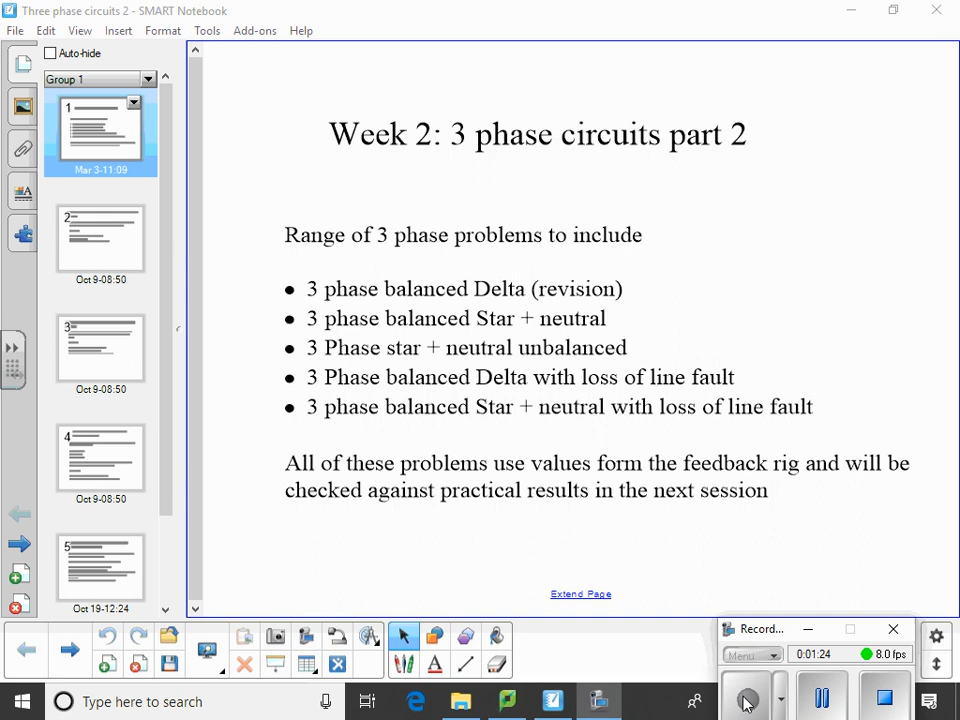 Three phase circuits 2 - SMART Notebook
File Edit View Insert Format Tools Add-ons Help
Auto-hide
Group 1
1
Mar 3-11:09
2
Oct 9-08:50
3
Oct 9-08:50
4
Oct 9-08:50
5
Oct 19-12:24
Week 2: 3 phase circuits part 2
Range of 3 phase problems to include
● 3 phase balanced Delta (revision)
● 3 phase balanced Star + neutral
● 3 Phase star + neutral unbalanced
● 3 Phase balanced Delta with loss of line fault
● 3 phase balanced Star + neutral with loss of line fault
All of these problems use values form the feedback rig and will be
checked against practical results in the next session
Extend Page
Record...
Menu
0:01:24
8.0 fps
Type here to search